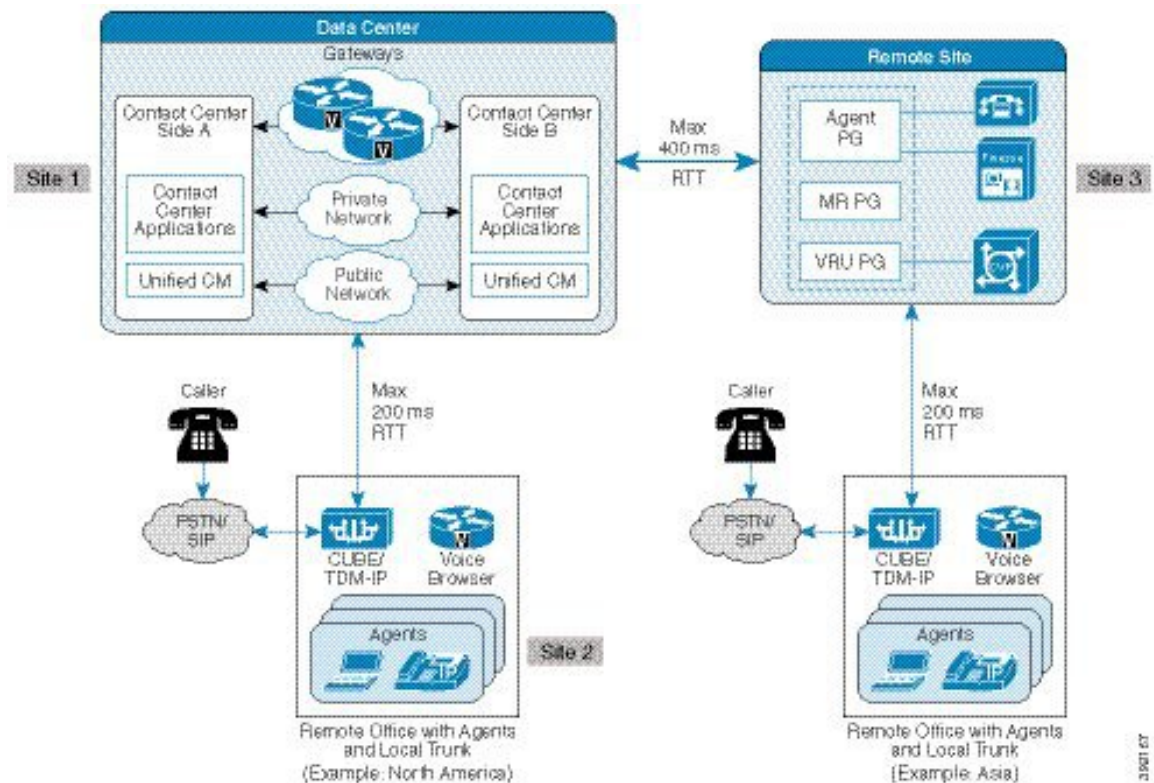 Data Center
Gateways
Contact Center
Side A
Contact Center
Side B
V
V
Contact
Center
Applications
Private
Network
Contact
Center
Applications
Unified CM
Public
Network
Unified CM
Site 1
Max
400 ms
RTT
Remote Site
Agent
PG
Finesse
MR PG
VRU PG
CVP
Site 3
Caller
PSTN/
SIP
Max
200 ms
RTT
CUBE/
TDM-IP
V
Voice
Browser
Agents
IP
Site 2
Remote Office with Agents
and Local Trunk
(Example: North America)
Caller
PSTN/
SIP
Max
200 ms
RTT
CUBE/
TDM-IP
V
Voice
Browser
Agents
IP
Remote Office with Agents
and Local Trunk
(Example: Asia)